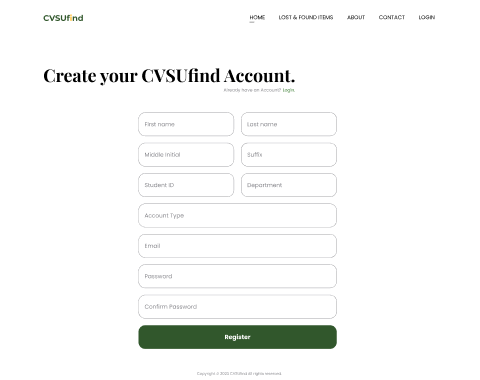 CVSUfind
HOME LOST & FOUND ITEMS ABOUT CONTACT LOGIN
Create your CVSUfind Account.
Already have an Account? Login.
First name Last name
Middle Initial Suffix
Student ID Department
Account Type
Email
Password
Confirm Password
Register
Copyright © 2023 CVSUfind All rights reserved.